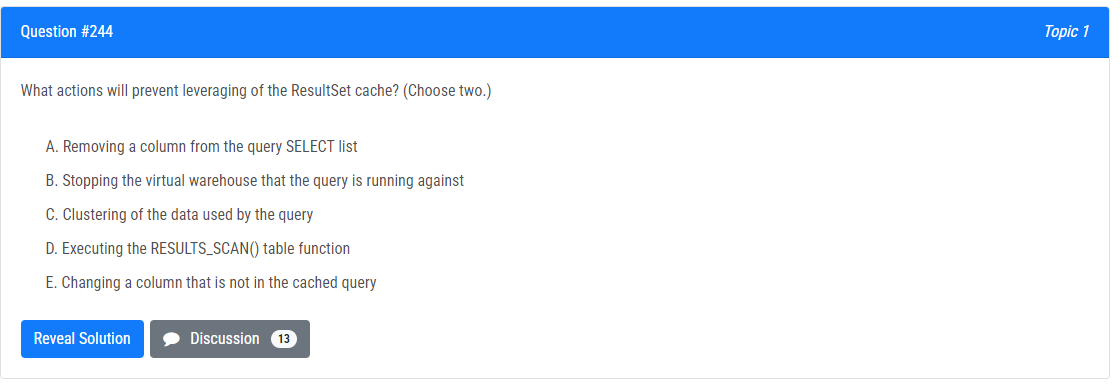 Question #244 Topic 1
What actions will prevent leveraging of the ResultSet cache? (Choose two.)
A. Removing a column from the query SELECT list
B. Stopping the virtual warehouse that the query is running against
C. Clustering of the data used by the query
D. Executing the RESULTS_SCAN() table function
E. Changing a column that is not in the cached query
Reveal Solution Discussion 13